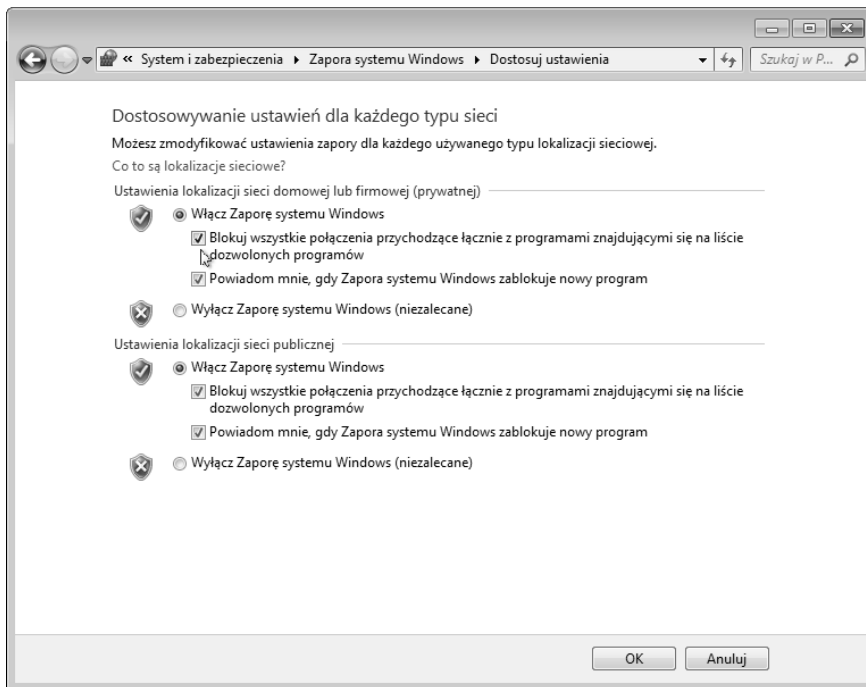 « System i zabezpieczenia ▸ Zapora systemu Windows ▸ Dostosuj ustawienia
Szukaj w P...
Dostosowywanie ustawień dla każdego typu sieci
Możesz zmodyfikować ustawienia zapory dla każdego używanego typu lokalizacji sieciowej.
Co to są lokalizacje sieciowe?
Ustawienia lokalizacji sieci domowej lub firmowej (prywatnej)
Włącz Zaporę systemu Windows
Blokuj wszystkie połączenia przychodzące łącznie z programami znajdującymi się na liście
dozwolonych programów
Powiadom mnie, gdy Zapora systemu Windows zablokuje nowy program
Wyłącz Zaporę systemu Windows (niezalecane)
Ustawienia lokalizacji sieci publicznej
Włącz Zaporę systemu Windows
Blokuj wszystkie połączenia przychodzące łącznie z programami znajdującymi się na liście
dozwolonych programów
Powiadom mnie, gdy Zapora systemu Windows zablokuje nowy program
Wyłącz Zaporę systemu Windows (niezalecane)
OK
Anuluj